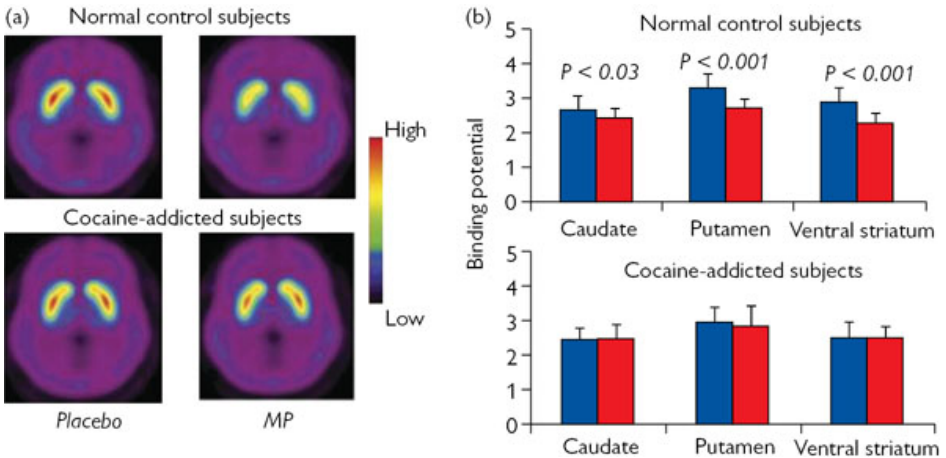 (a)
Normal control subjects
High
Low
Cocaine-addicted subjects
Placebo
MP
(b)
Binding potential
Normal control subjects
5
4
3
2
1
0
P < 0.03
P < 0.001
P < 0.001
Caudate
Putamen
Ventral striatum
Cocaine-addicted subjects
5
4
3
2
1
0
Caudate
Putamen
Ventral striatum